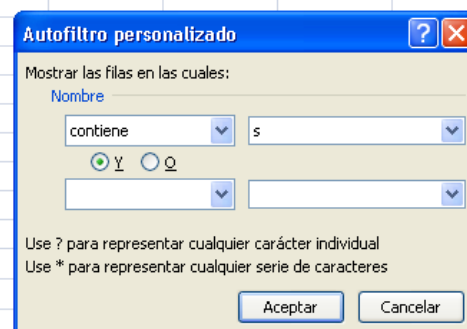 Autofiltro personalizado
Mostrar las filas en las cuales:
Nombre
contiene s
Y O
Use ? para representar cualquier carácter individual
Use * para representar cualquier serie de caracteres
Aceptar Cancelar